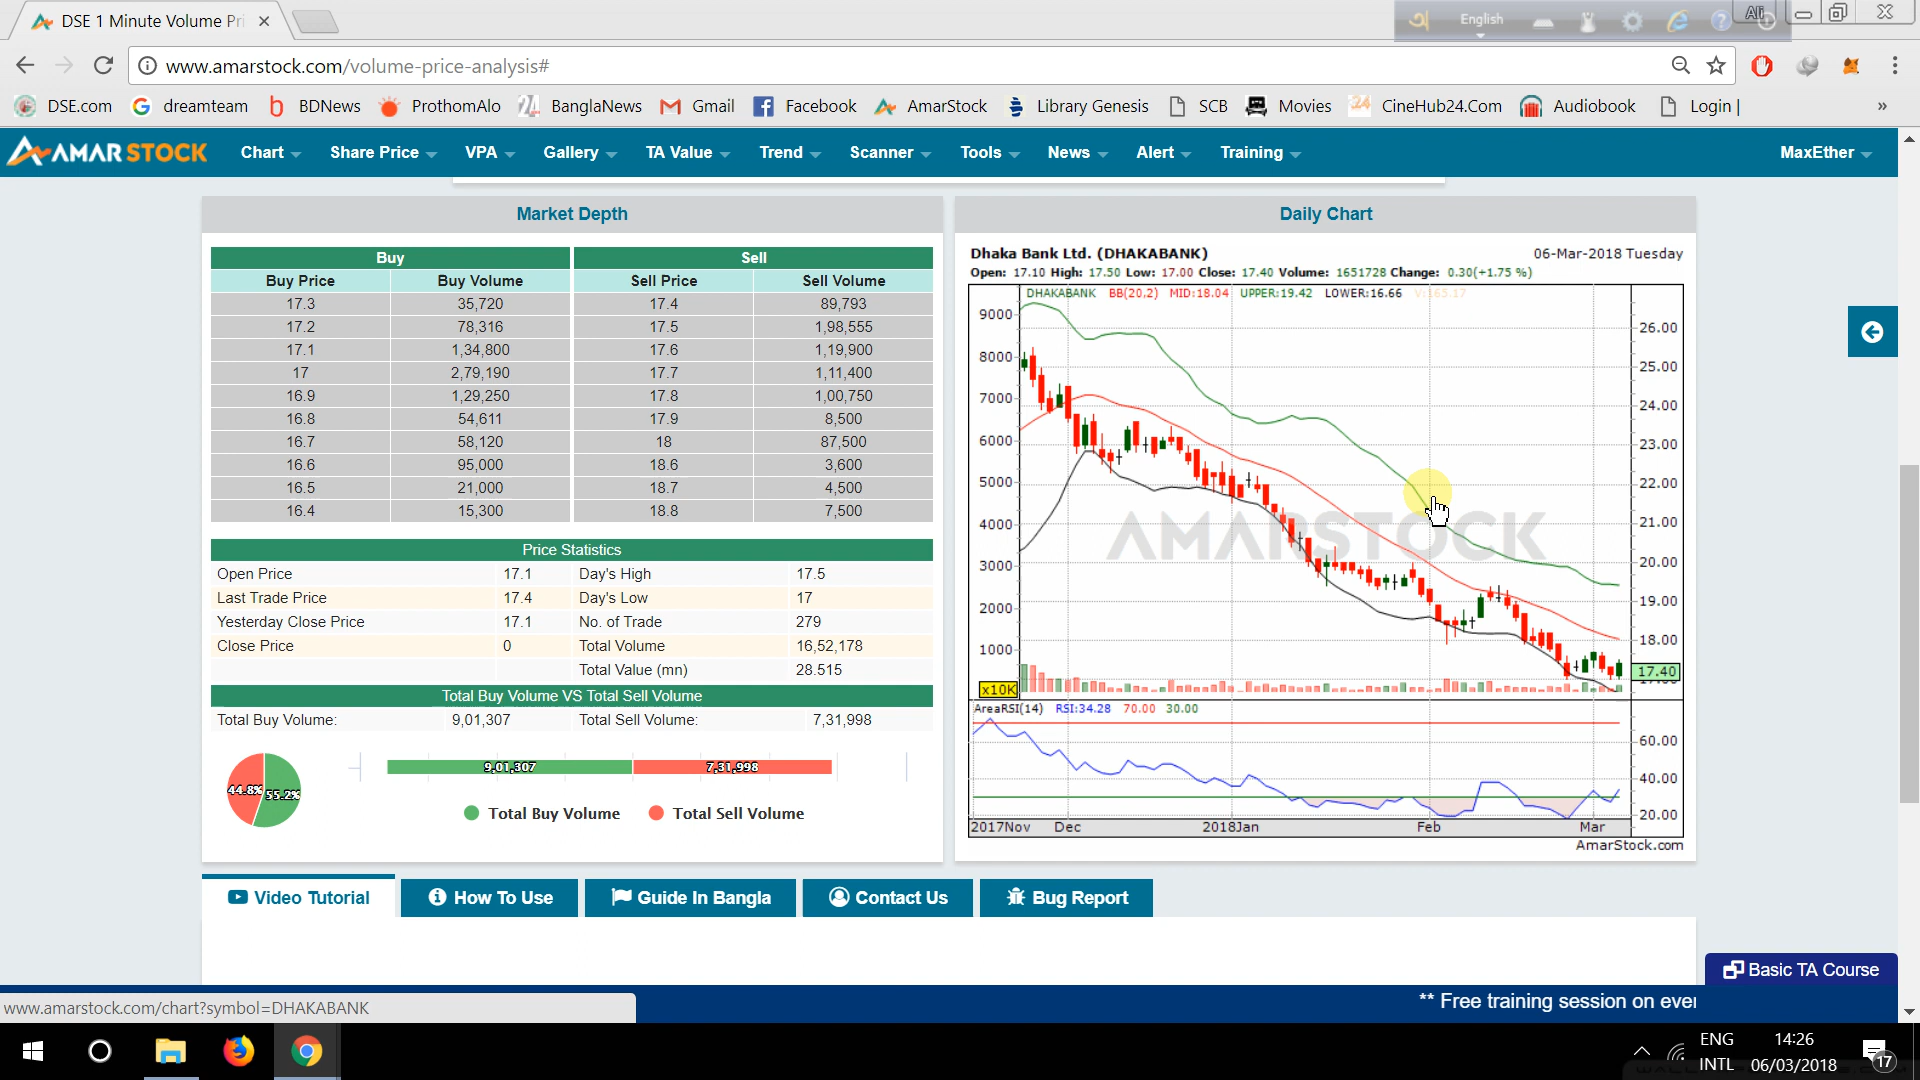 DSE 1 Minute Volume Pri
English
Ali
www.amarstock.com/volume-price-analysis#
DSE.com dreamteam BDNews ProthomAlo BanglaNews Gmail Facebook AmarStock Library Genesis SCB Movies CineHub24.Com Audiobook Login | »
AMARSTOCK Chart Share Price VPA Gallery TA Value Trend Scanner Tools News Alert Training MaxEther
Market Depth
Buy Sell
Buy Price Buy Volume Sell Price Sell Volume
17.3 35,720 17.4 89,793
17.2 78,316 17.5 1,98,555
17.1 1,34,800 17.6 1,19,900
17 2,79,190 17.7 1,11,400
16.9 1,29,250 17.8 1,00,750
16.8 54,611 17.9 8,500
16.7 58,120 18 87,500
16.6 95,000 18.6 3,600
16.5 21,000 18.7 4,500
16.4 15,300 18.8 7,500
Price Statistics
Open Price 17.1 Day's High 17.5
Last Trade Price 17.4 Day's Low 17
Yesterday Close Price 17.1 No. of Trade 279
Close Price 0 Total Volume 16,52,178
Total Value (mn) 28.515
Total Buy Volume VS Total Sell Volume
Total Buy Volume: 9,01,307 Total Sell Volume: 7,31,998
44.8% 55.2%
9,01,307 7,31,998
Total Buy Volume Total Sell Volume
Daily Chart
Dhaka Bank Ltd. (DHAKABANK) 06-Mar-2018 Tuesday
Open: 17.10 High: 17.50 Low: 17.00 Close: 17.40 Volume: 1651728 Change: 0.30(+1.75 %)
DHAKABANK BB(20,2) MID:18.04 UPPER:19.42 LOWER:16.66 V:165.17
9000
8000
7000
6000
5000
4000
3000
2000
1000
x10K
26.00
25.00
24.00
23.00
22.00
21.00
20.00
19.00
18.00
17.40
AMARSTOCK
AreaRSI(14) RSI:34.28 70.00 30.00
60.00
40.00
20.00
2017Nov Dec 2018Jan Feb Mar
AmarStock.com
Video Tutorial How To Use Guide In Bangla Contact Us Bug Report
Basic TA Course
** Free training session on ever
www.amarstock.com/chart?symbol=DHAKABANK
ENG 14:26
INTL 06/03/2018
17